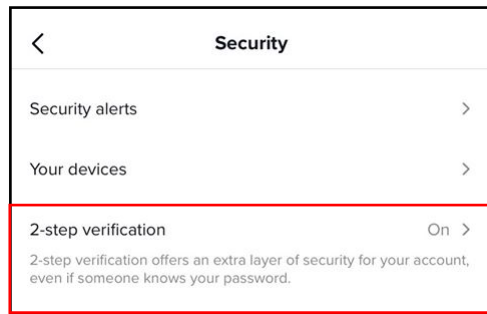 Security
Security alerts
Your devices
2-step verification On
2-step verification offers an extra layer of security for your account,
even if someone knows your password.